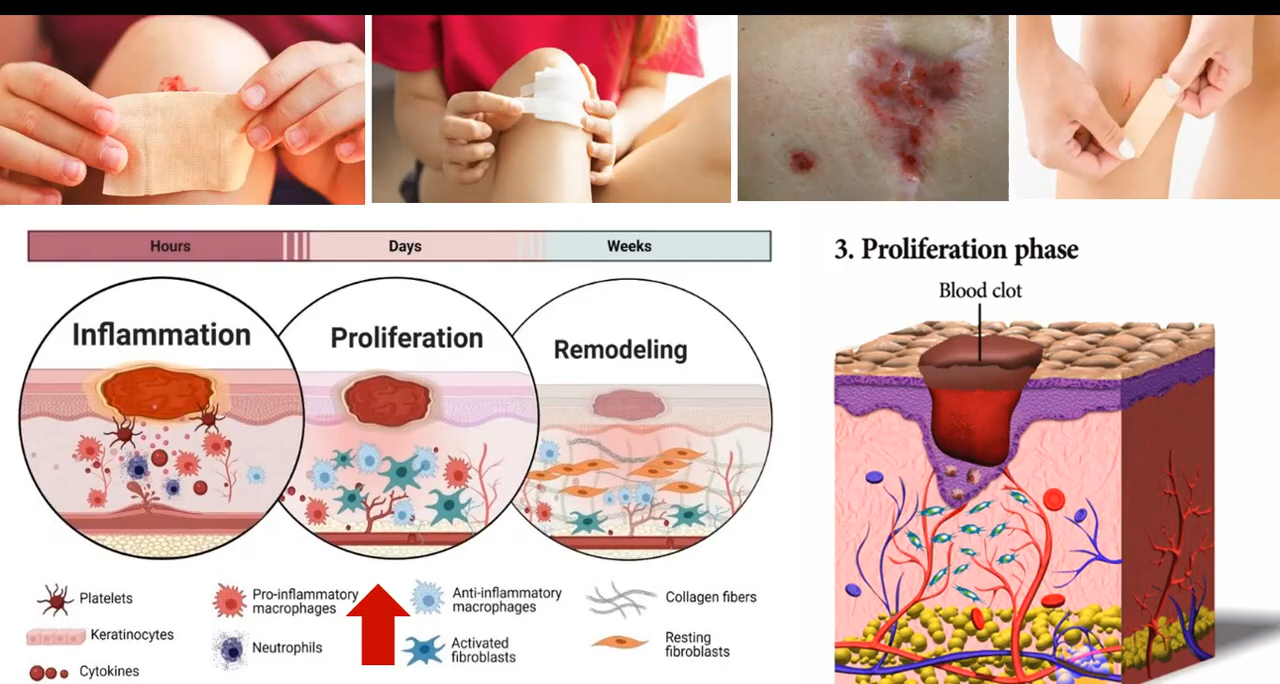 Hours
Days
Weeks
Inflammation
Proliferation
Remodeling
Platelets
Keratinocytes
Cytokines
Pro-inflammatory
macrophages
Neutrophils
Anti-inflammatory
macrophages
Activated
fibroblasts
Collagen fibers
Resting
fibroblasts
3. Proliferation phase
Blood clot